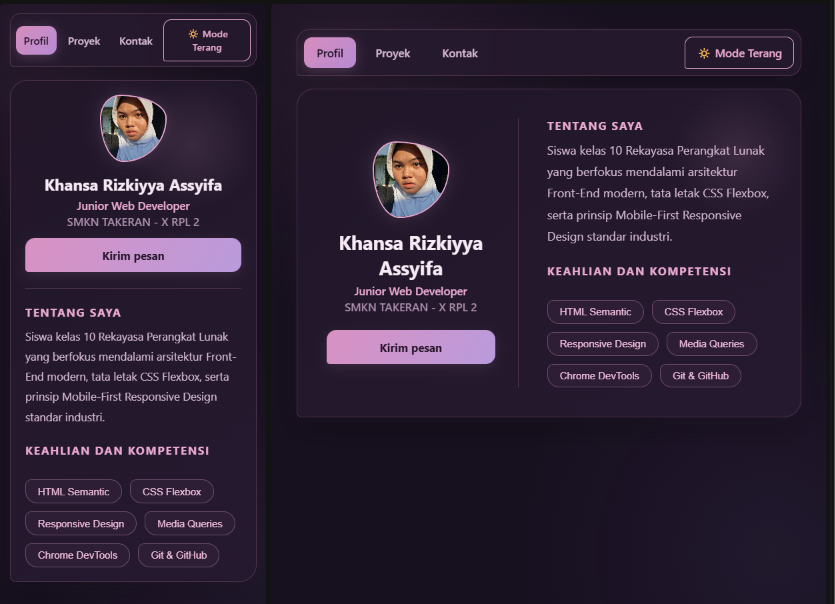 Profil
Proyek
Kontak
🔆 Mode
Terang
Khansa Rizkiyya Assyifa
Junior Web Developer
SMKN TAKERAN - X RPL 2
Kirim pesan
TENTANG SAYA
Siswa kelas 10 Rekayasa Perangkat Lunak
yang berfokus mendalami arsitektur Front-
End modern, tata letak CSS Flexbox, serta
prinsip Mobile-First Responsive Design
standar industri.
KEAHLIAN DAN KOMPETENSI
HTML Semantic
CSS Flexbox
Responsive Design
Media Queries
Chrome DevTools
Git & GitHub
Profil
Proyek
Kontak
🔆 Mode Terang
Khansa Rizkiyya
Assyifa
Junior Web Developer
SMKN TAKERAN - X RPL 2
Kirim pesan
TENTANG SAYA
Siswa kelas 10 Rekayasa Perangkat Lunak
yang berfokus mendalami arsitektur
Front-End modern, tata letak CSS Flexbox,
serta prinsip Mobile-First Responsive
Design standar industri.
KEAHLIAN DAN KOMPETENSI
HTML Semantic
CSS Flexbox
Responsive Design
Media Queries
Chrome DevTools
Git & GitHub